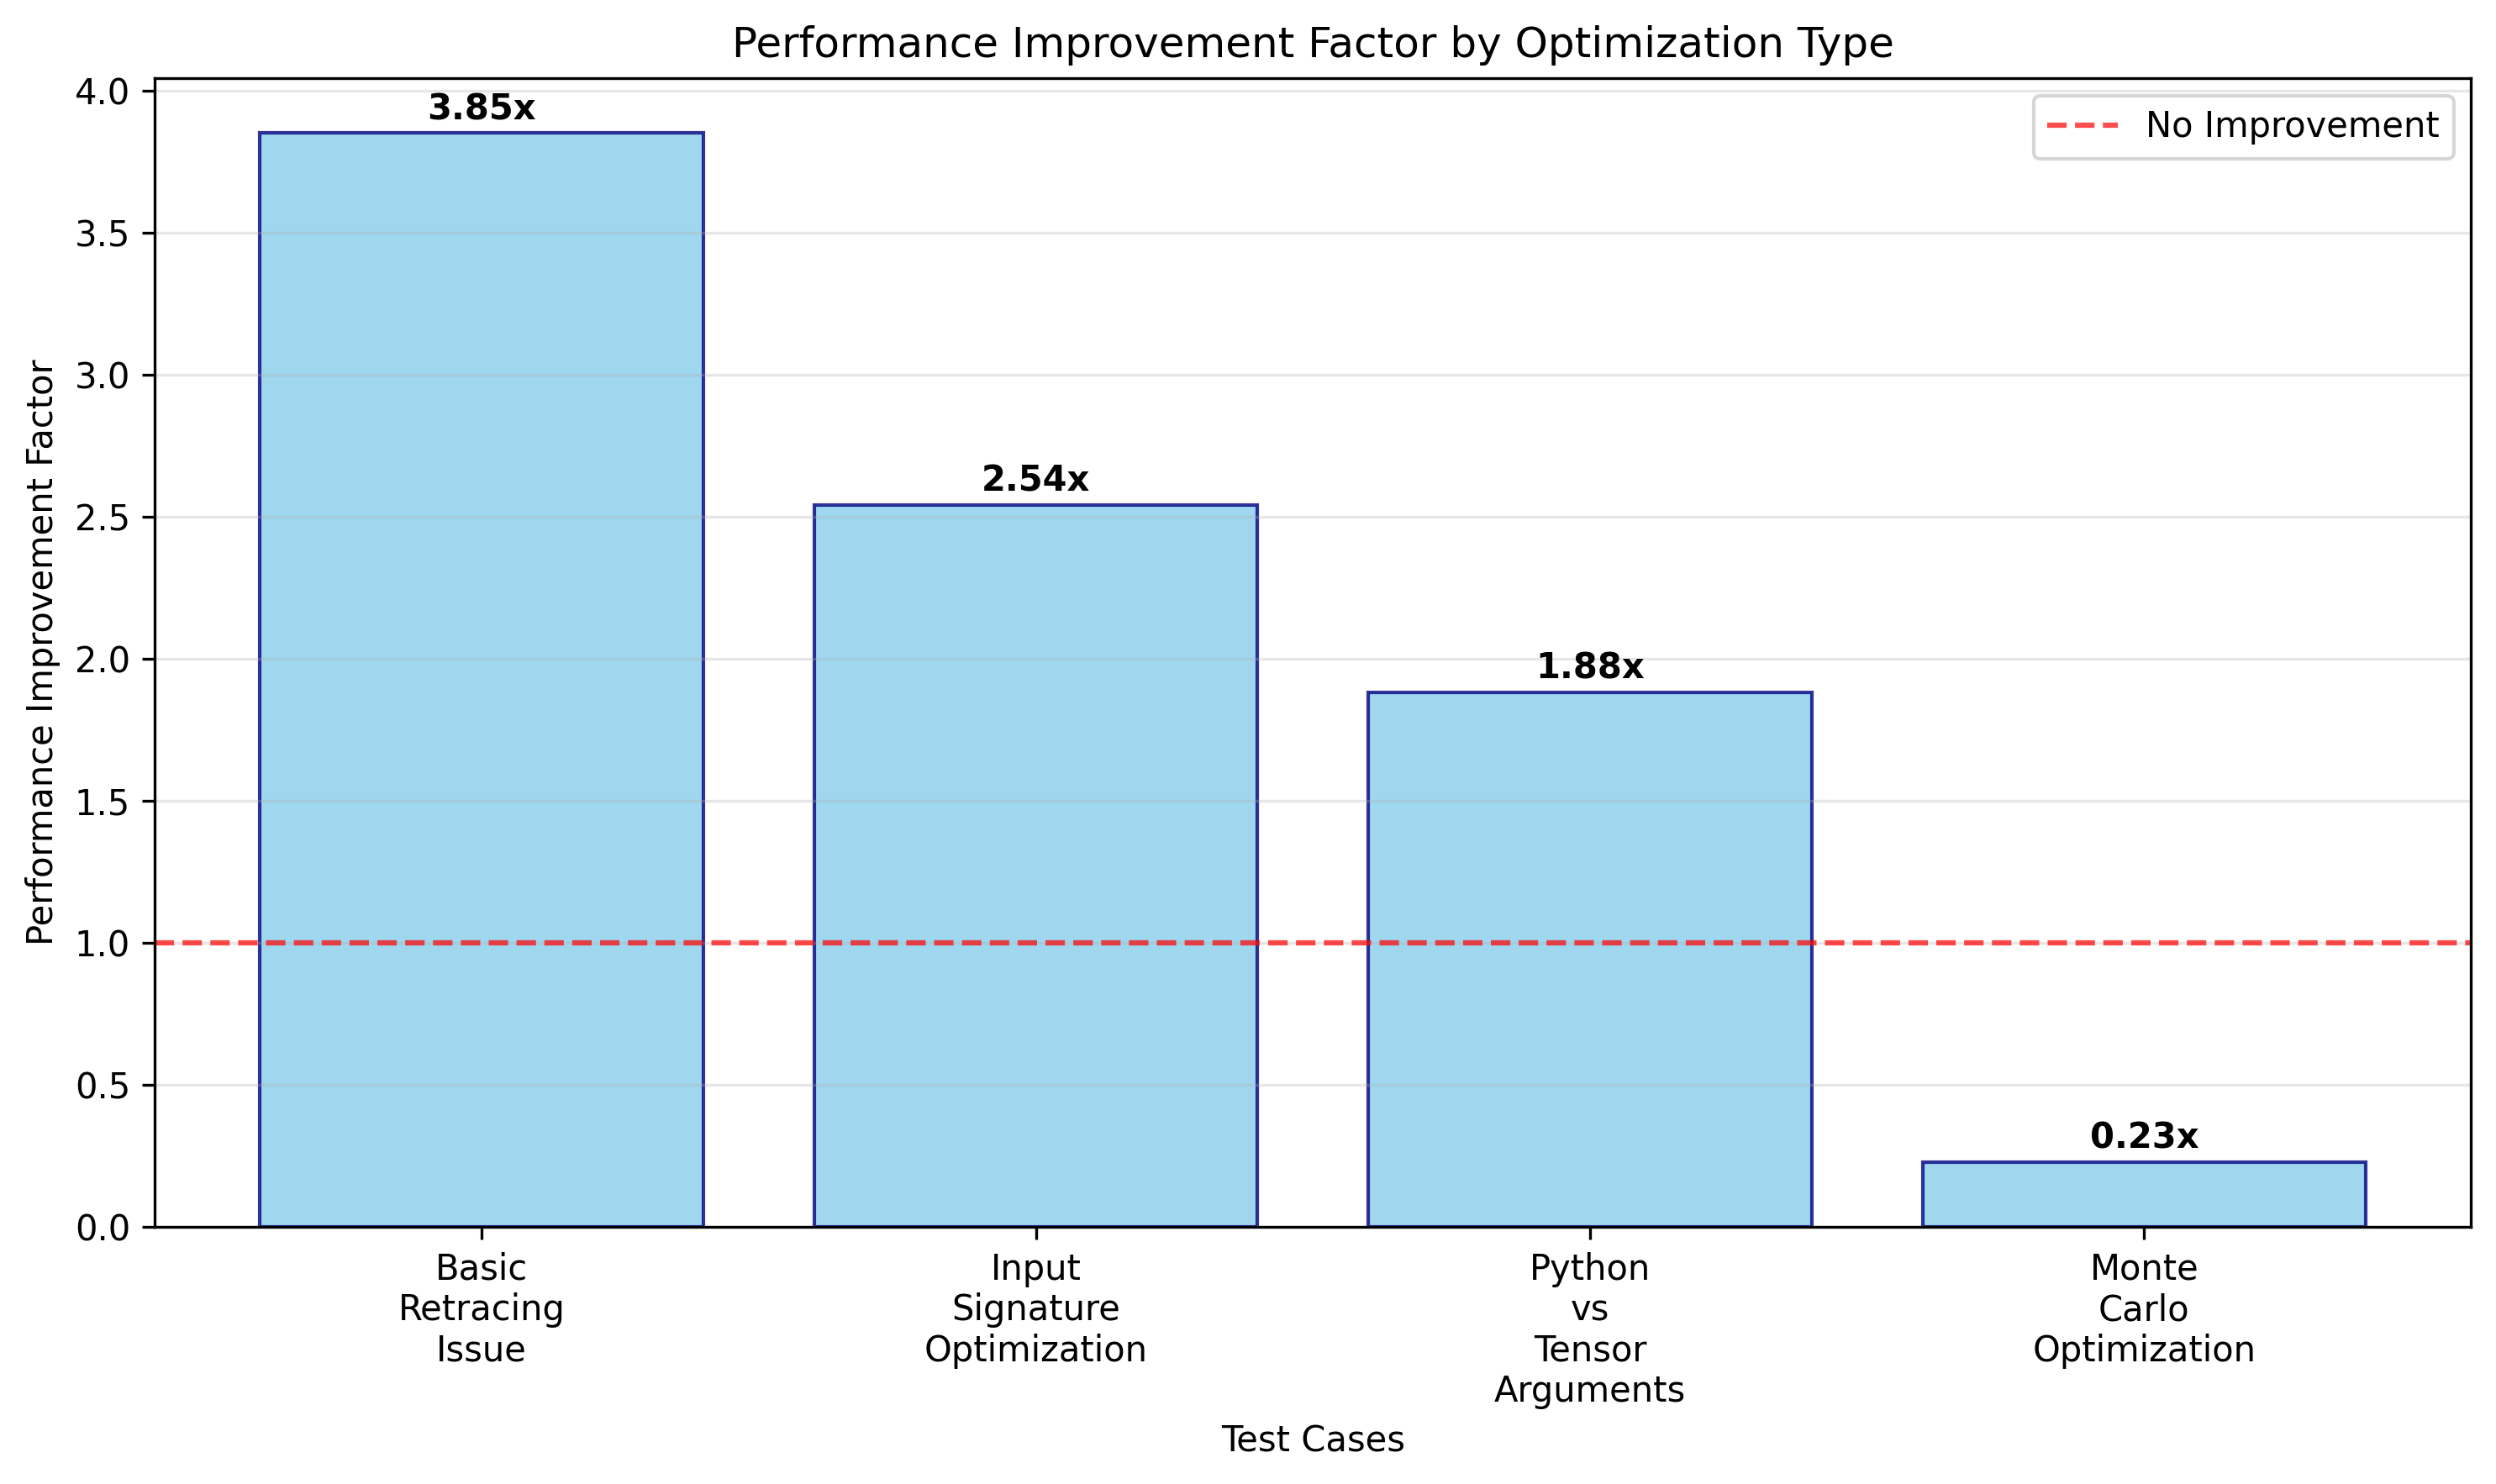 Performance Improvement Factor by Optimization Type
Performance Improvement Factor
4.0
3.5
3.0
2.5
2.0
1.5
1.0
0.5
0.0
No Improvement
3.85x
2.54x
1.88x
0.23x
Basic
Retracing
Issue
Input
Signature
Optimization
Python
vs
Tensor
Arguments
Monte
Carlo
Optimization
Test Cases